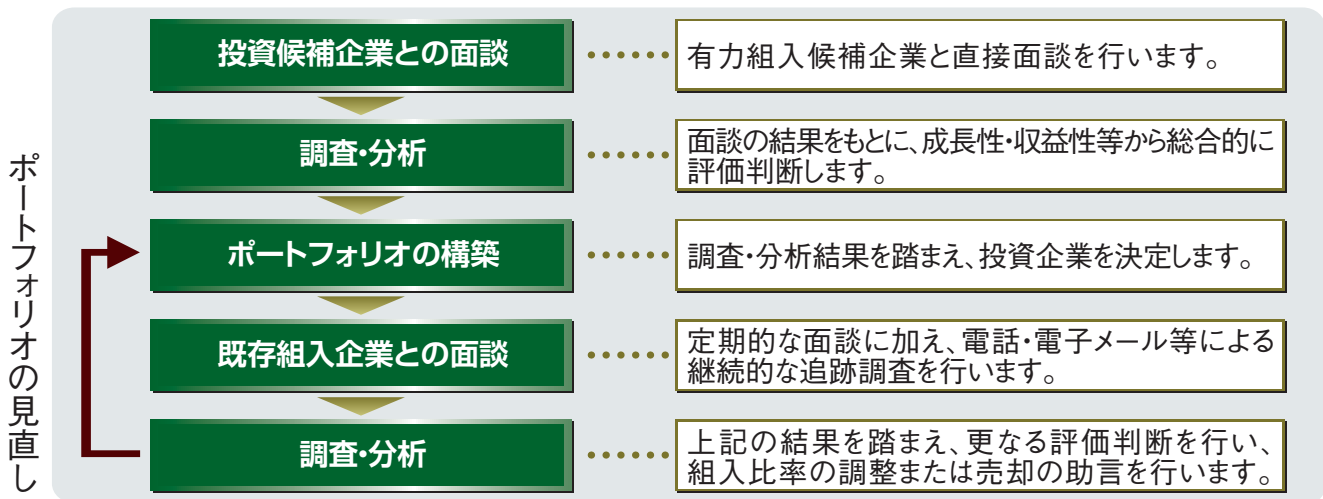 投資候補企業との面談
有力組入候補企業と直接面談を行います。
調査・分析
面談の結果をもとに、成長性・収益性等から総合的に
評価判断します。
ポートフォリオの構築
調査・分析結果を踏まえ、投資企業を決定します。
既存組入企業との面談
定期的な面談に加え、電話・電子メール等による
継続的な追跡調査を行います。
調査・分析
上記の結果を踏まえ、更なる評価判断を行い、
組入比率の調整または売却の助言を行います。
ポートフォリオの見直し